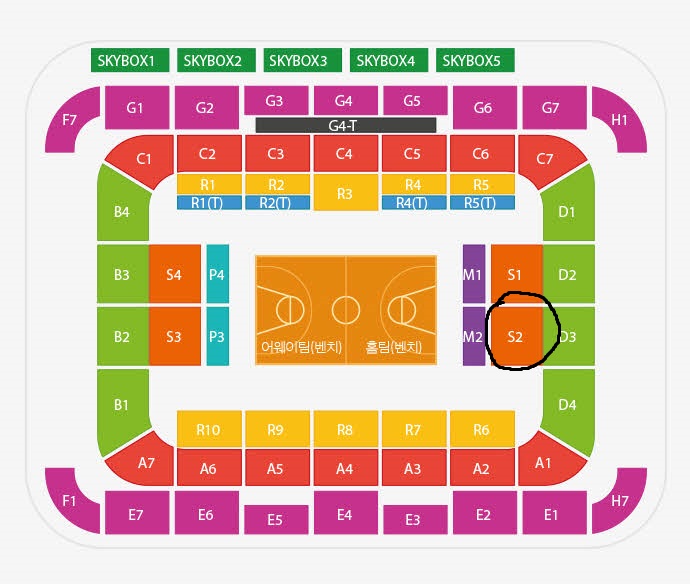 SKYBOX1 SKYBOX2 SKYBOX3 SKYBOX4 SKYBOX5
F7 G1 G2 G3 G4 G5 G6 G7 H1
G4-T
C1 C2 C3 C4 C5 C6 C7
R1 R2 R3 R4 R5
R1(T) R2(T) R4(T) R5(T)
B4 D1
B3 S4 P4 M1 S1 D2
B2 S3 P3 M2 S2 D3
어웨이팀(벤치) 홈팀(벤치)
B1 D4
R10 R9 R8 R7 R6
A7 A6 A5 A4 A3 A2 A1
F1 E7 E6 E5 E4 E3 E2 E1 H7